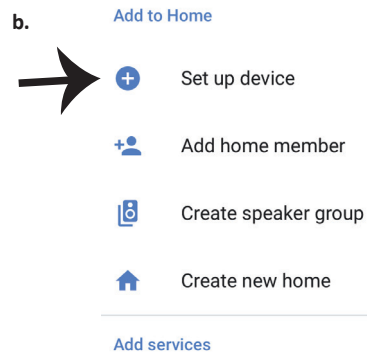 b.
Add to Home
Set up device
Add home member
Create speaker group
Create new home
Add services